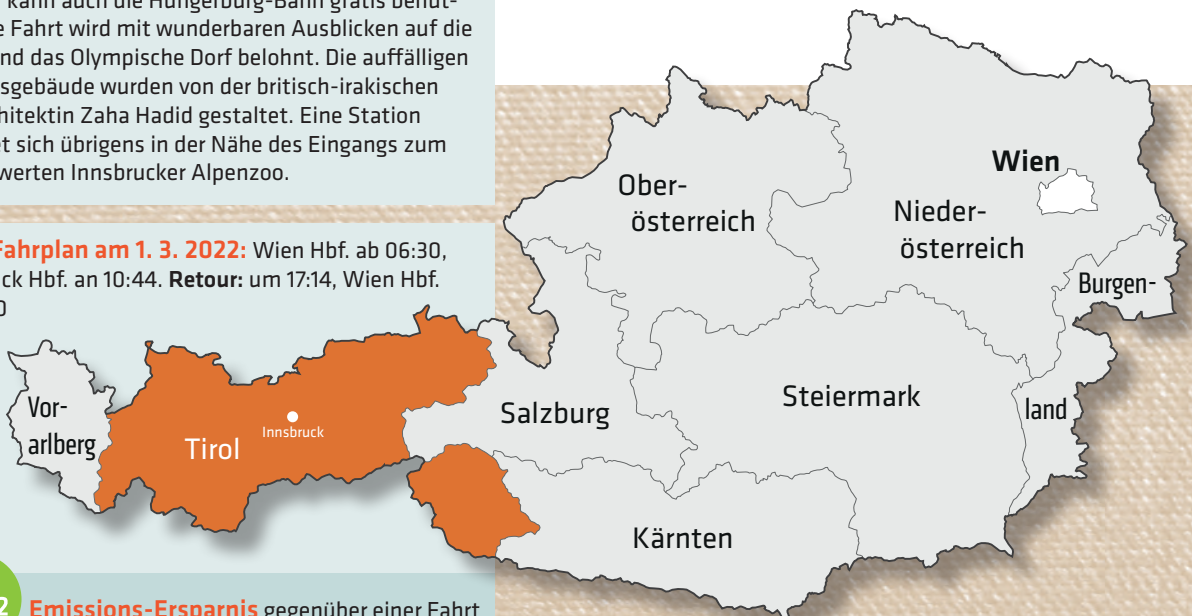 kann auch die Hungerburg-Bahn gratis benut-
Fahrt wird mit wunderbaren Ausblicken auf die
nd das Olympische Dorf belohnt. Die auffälligen
sgebäude wurden von der britisch-irakischen
hitektin Zaha Hadid gestaltet. Eine Station
et sich übrigens in der Nähe des Eingangs zum
werten Innsbrucker Alpenzoo.
Fahrplan am 1. 3. 2022: Wien Hbf. ab 06:30,
ck Hbf. an 10:44. Retour: um 17:14, Wien Hbf.
Wien
Ober-
österreich
Nieder-
österreich
Burgen-
land
Vor-
arlberg
Tirol
Innsbruck
Salzburg
Steiermark
Kärnten
2 Emissions-Ersparnis gegenüber einer Fahrt